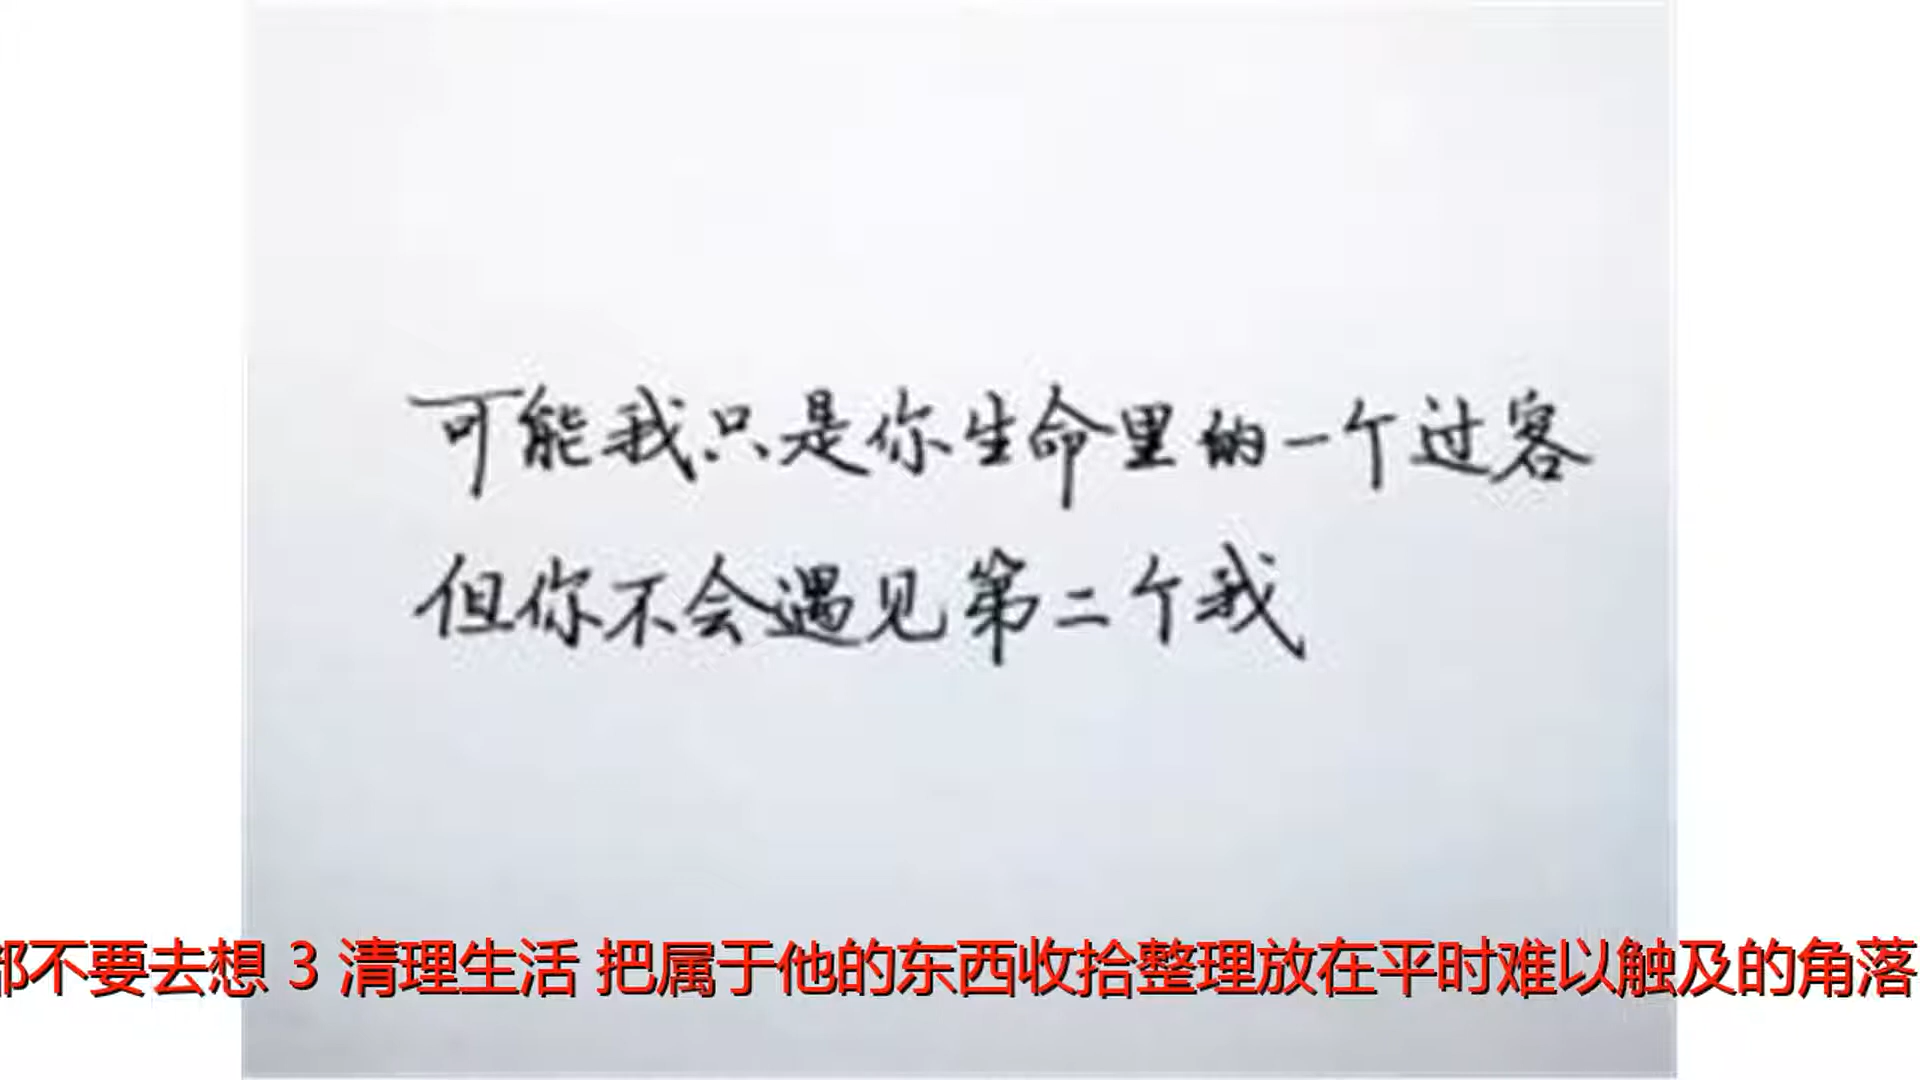 可能我只是你生命里的一个过客
但你不会遇见第二个我
都不要去想 3 清理生活 把属于他的东西收拾整理放在平时难以触及的角落